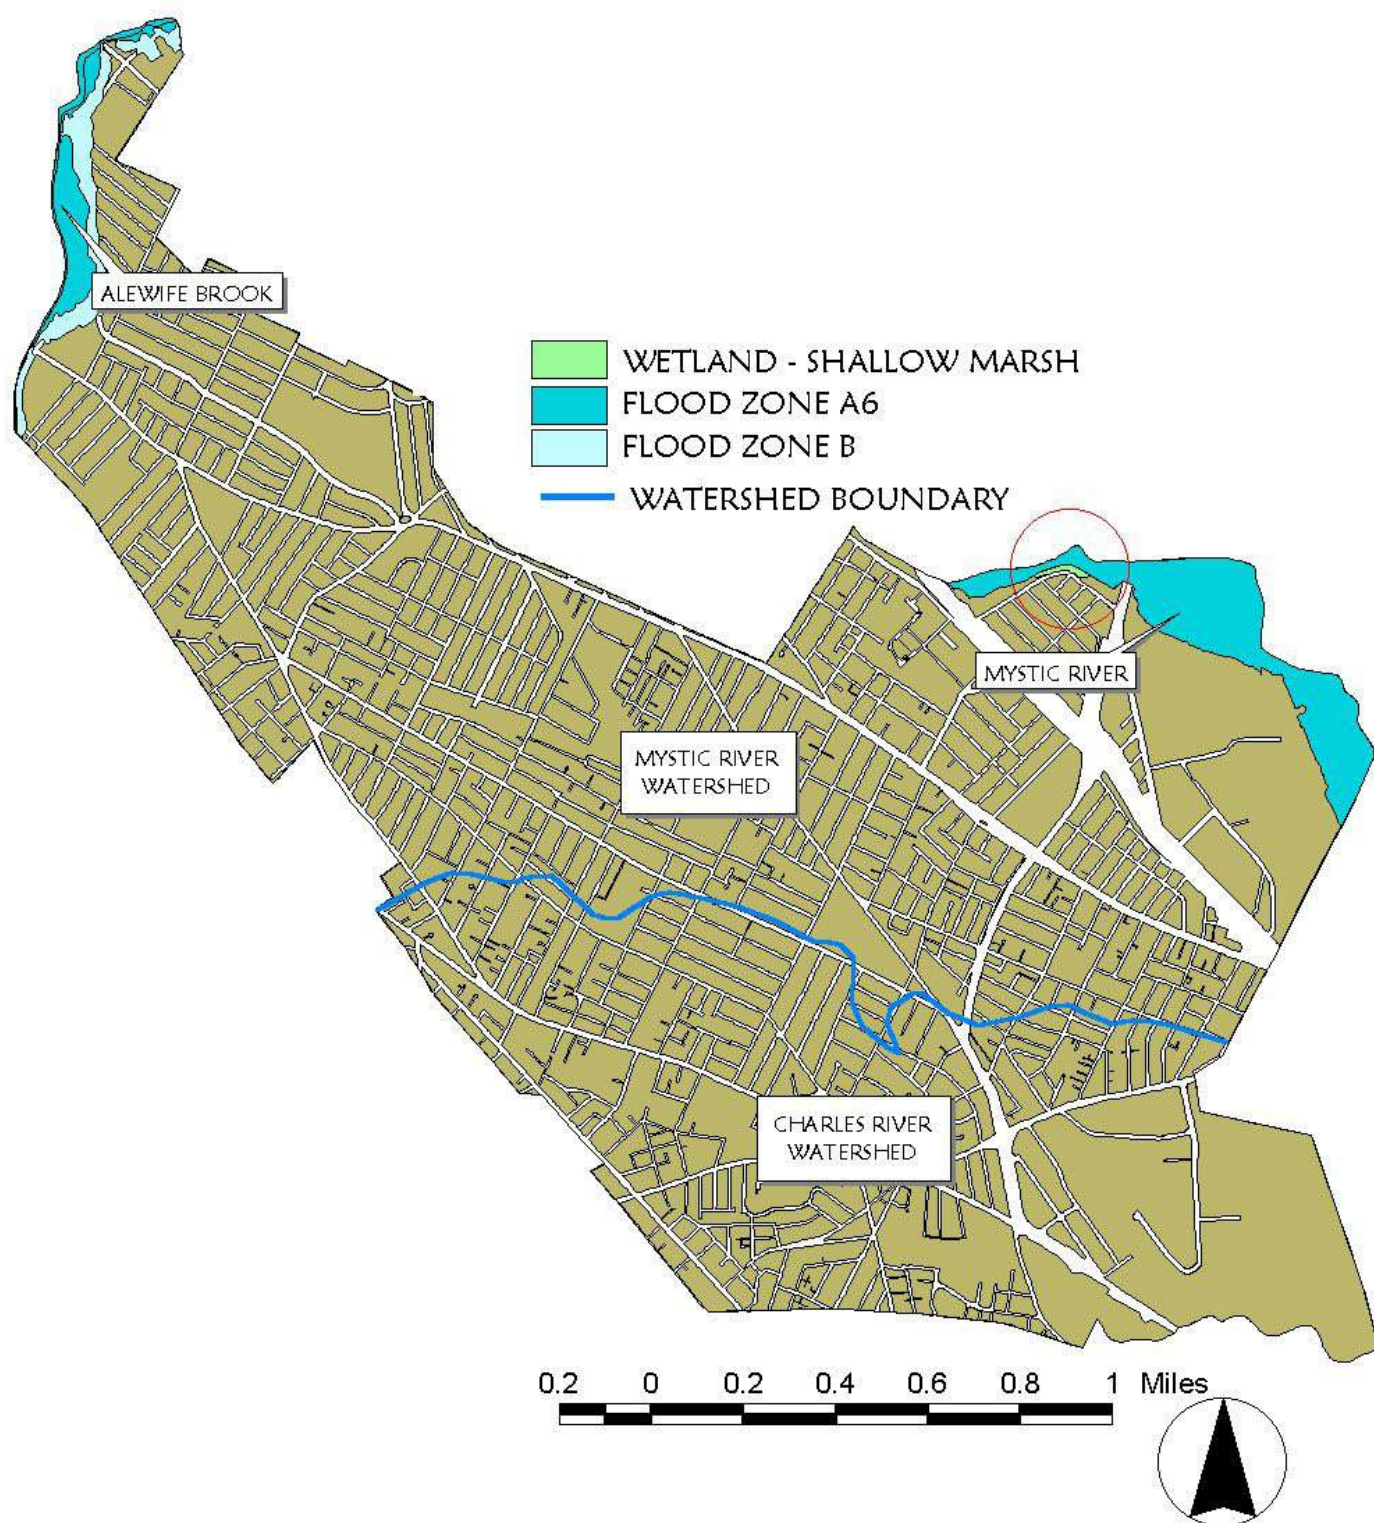 ALEWIFE BROOK
WETLAND - SHALLOW MARSH
FLOOD ZONE A6
FLOOD ZONE B
WATERSHED BOUNDARY
MYSTIC RIVER
MYSTIC RIVER
WATERSHED
CHARLES RIVER
WATERSHED
0.2 0 0.2 0.4 0.6 0.8 1 Miles